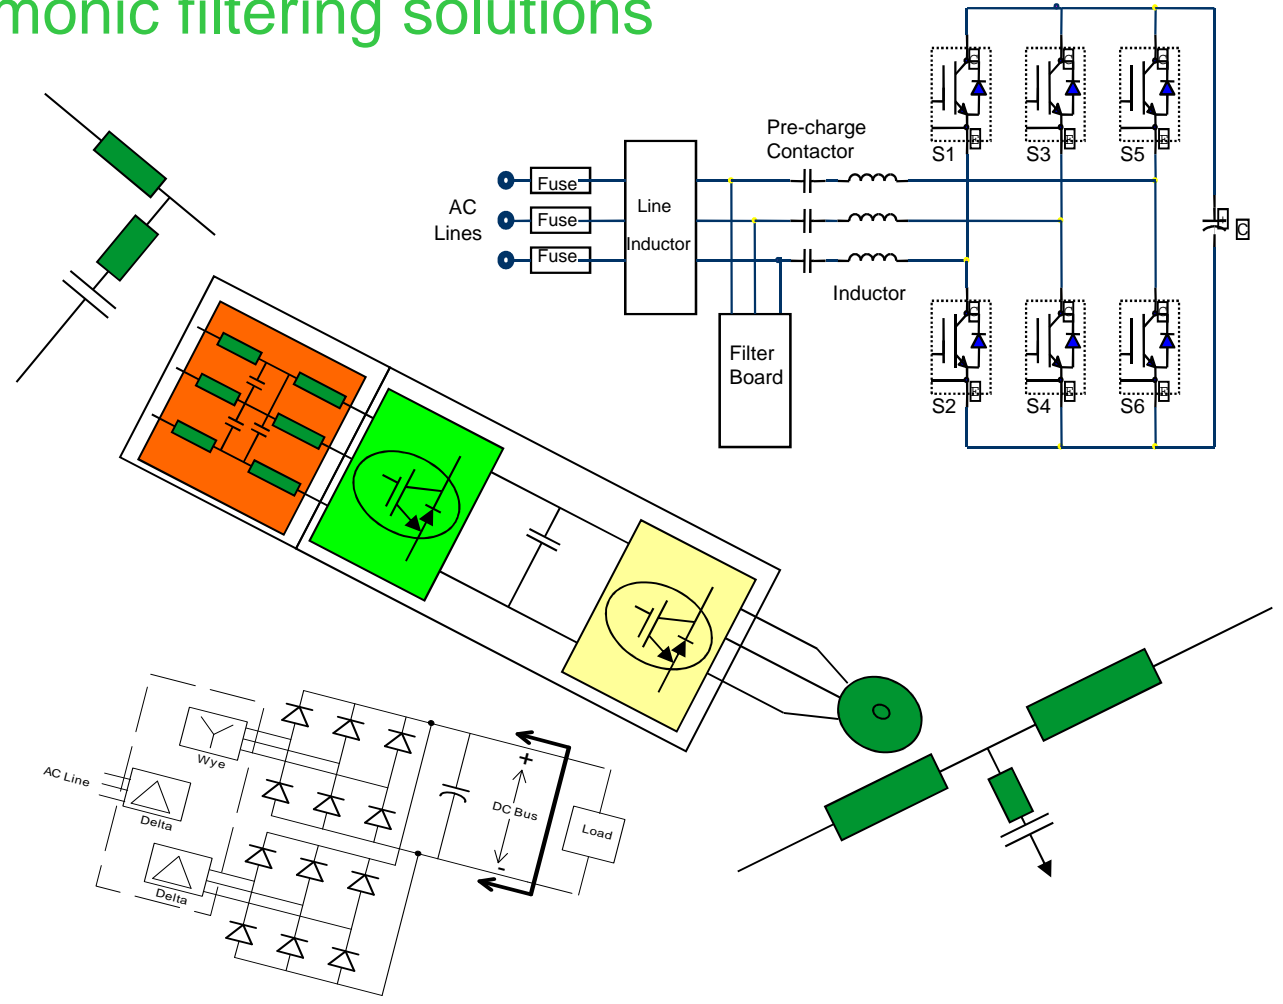 monic filtering solutions
Pre-charge
Contactor
AC
Lines
Fuse
Fuse
Fuse
Line
Inductor
Inductor
Filter
Board
S1
S3
S5
C
E
C
E
C
E
C
S2
S4
S6
C
E
C
E
C
E
AC Line
Wye
Delta
Delta
+
DC Bus
-
Load